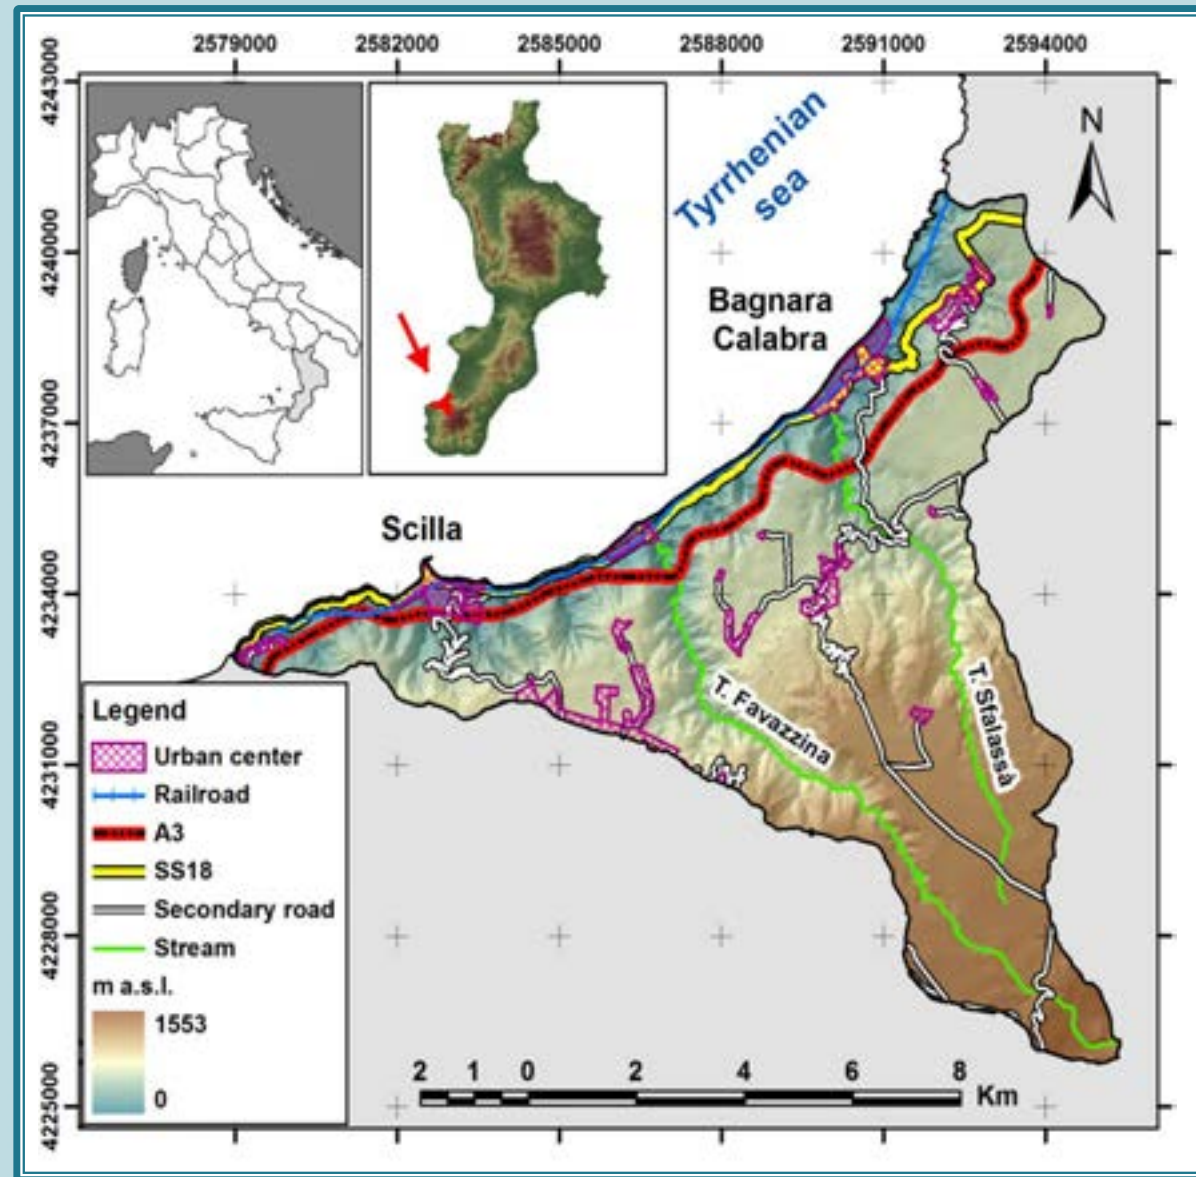 2579000 2582000 2585000 2588000 2591000 2594000
4243000
4240000
4237000
4234000
4231000
4228000
4225000
N
Tyrrhenian
sea
Bagnara
Calabra
Scilla
T. Favazzina
T. Sfalassà
Legend
Urban center
Railroad
A3
SS18
Secondary road
Stream
m a.s.l.
1553
0
2 1 0 2 4 6 8
Km